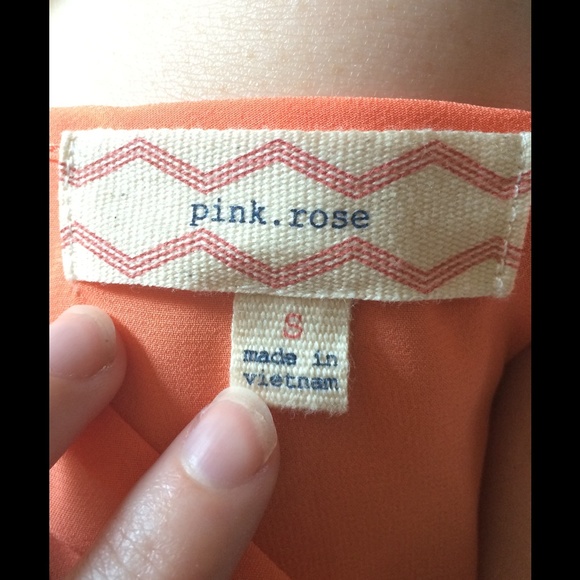 pink.rose
S
made in
vietnam